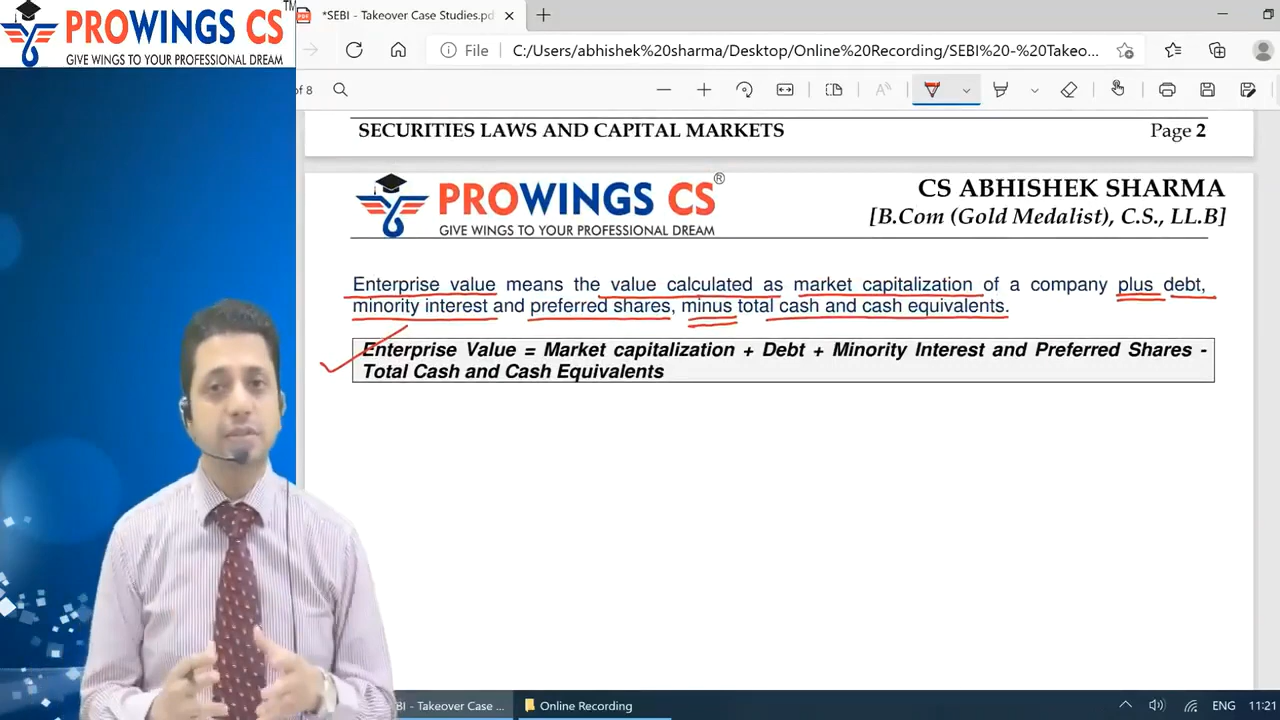 PROWINGS CS™
GIVE WINGS TO YOUR PROFESSIONAL DREAM
*SEBI - Takeover Case Studies.pd
File
C:/Users/abhishek%20sharma/Desktop/Online%20Recording/SEBI%20-%20Takeo...
of 8
SECURITIES LAWS AND CAPITAL MARKETS Page 2
PROWINGS CS®
GIVE WINGS TO YOUR PROFESSIONAL DREAM
CS ABHISHEK SHARMA
[B.Com (Gold Medalist), C.S., LL.B]
Enterprise value means the value calculated as market capitalization of a company plus debt,
minority interest and preferred shares, minus total cash and cash equivalents.
Enterprise Value = Market capitalization + Debt + Minority Interest and Preferred Shares -
Total Cash and Cash Equivalents
BI - Takeover Case ...
Online Recording
ENG
11:21